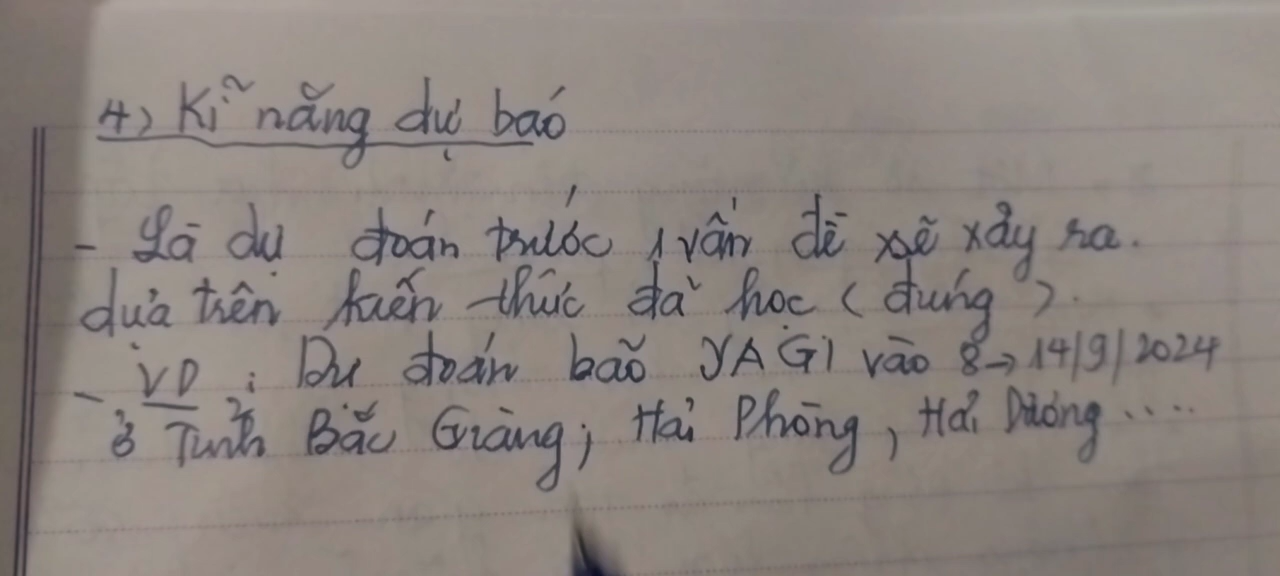 4) Kĩ năng dự báo
- Là dự đoán trước 1 vấn đề sẽ xảy ra.
dựa trên kiến thức đã học (đúng).
- VD: Dự đoán bão YAGI vào 8→14/9/2024
ở Tỉnh Bắc Giang; Hải Phòng, Hải Dương....